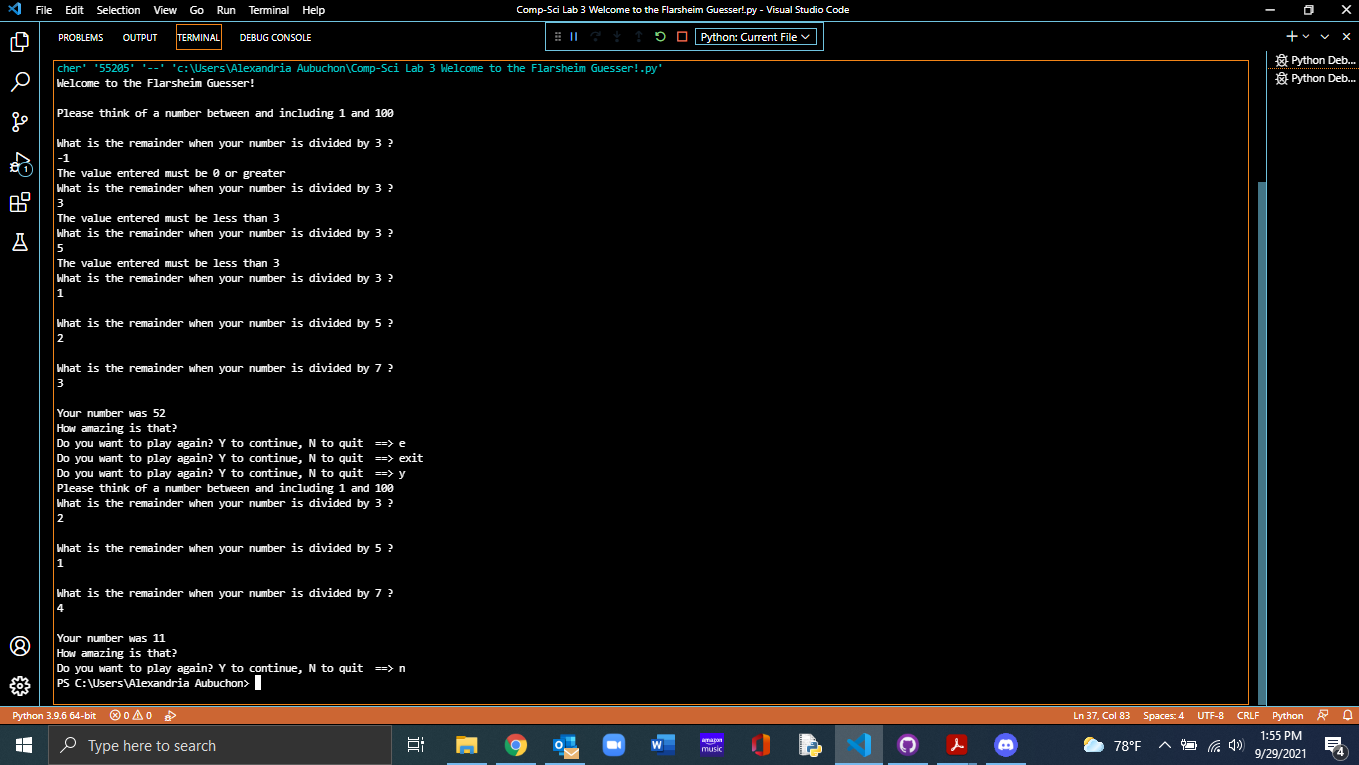 File Edit Selection View Go Run Terminal Help
Comp-Sci Lab 3 Welcome to the Flarsheim Guesser!.py - Visual Studio Code
PROBLEMS OUTPUT TERMINAL DEBUG CONSOLE
Python: Current File
Python Deb...
Python Deb...
cher' '55205' '--' 'c:\Users\Alexandria Aubuchon\Comp-Sci Lab 3 Welcome to the Flarsheim Guesser!.py'
Welcome to the Flarsheim Guesser!
Please think of a number between and including 1 and 100
What is the remainder when your number is divided by 3 ?
-1
The value entered must be 0 or greater
What is the remainder when your number is divided by 3 ?
3
The value entered must be less than 3
What is the remainder when your number is divided by 3 ?
5
The value entered must be less than 3
What is the remainder when your number is divided by 3 ?
1
What is the remainder when your number is divided by 5 ?
2
What is the remainder when your number is divided by 7 ?
3
Your number was 52
How amazing is that?
Do you want to play again? Y to continue, N to quit  ==> e
Do you want to play again? Y to continue, N to quit  ==> exit
Do you want to play again? Y to continue, N to quit  ==> y
Please think of a number between and including 1 and 100
What is the remainder when your number is divided by 3 ?
2
What is the remainder when your number is divided by 5 ?
1
What is the remainder when your number is divided by 7 ?
4
Your number was 11
How amazing is that?
Do you want to play again? Y to continue, N to quit  ==> n
PS C:\Users\Alexandria Aubuchon>
1
Python 3.9.6 64-bit 0 0 Ln 37, Col 83 Spaces: 4 UTF-8 CRLF Python
Type here to search
amazon music
78°F
1:55 PM
9/29/2021
4